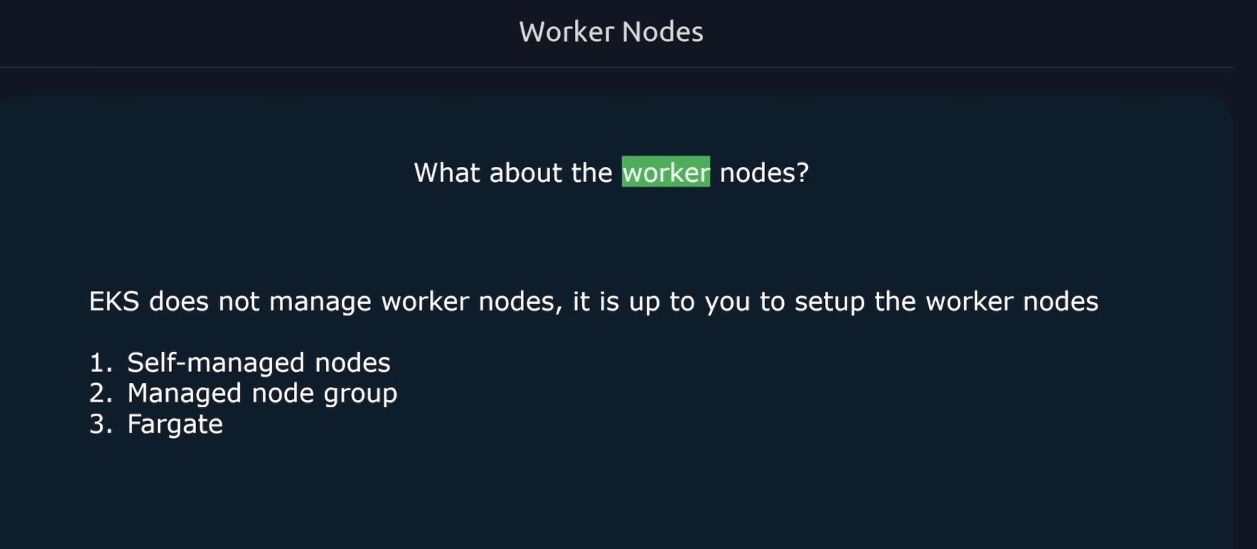 Worker Nodes
What about the worker nodes?
EKS does not manage worker nodes, it is up to you to setup the worker nodes
1. Self-managed nodes
2. Managed node group
3. Fargate